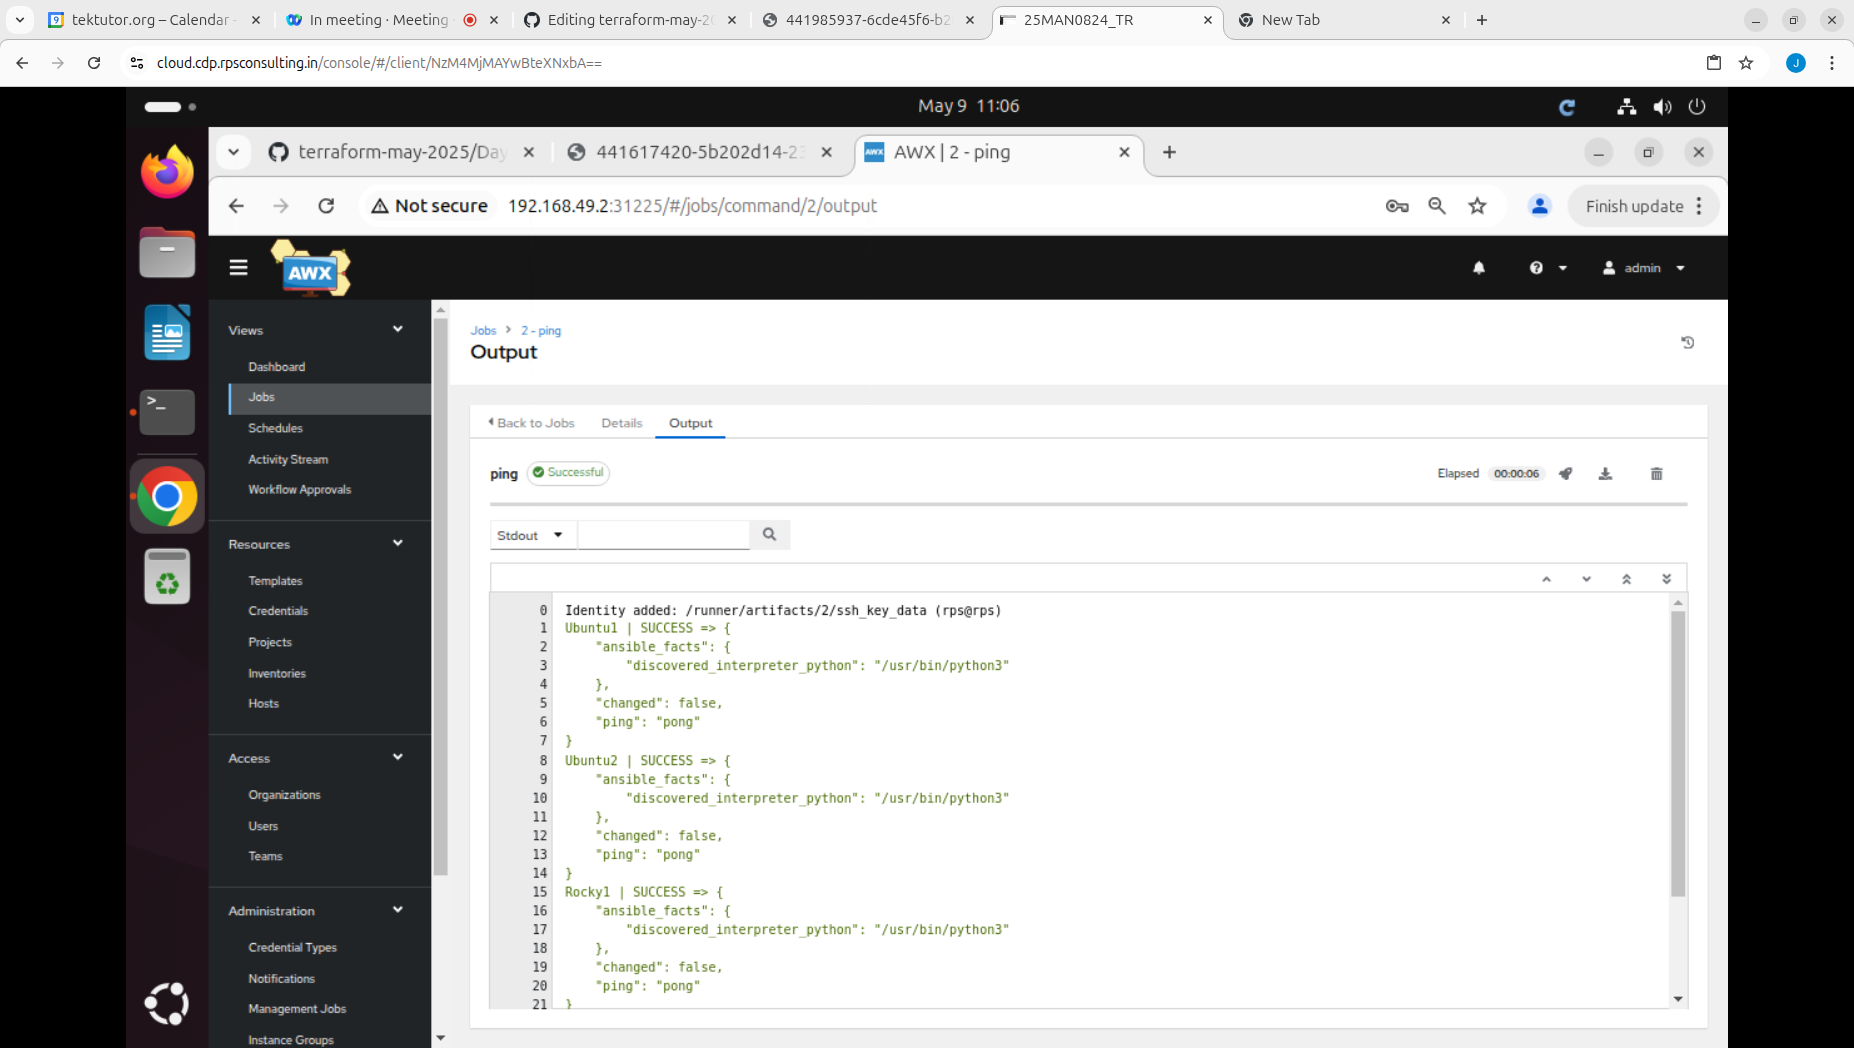 tektutor.org – Calendar -
In meeting · Meeting
Editing terraform-may-20
441985937-6cde45f6-b2
25MAN0824_TR
New Tab
cloud.cdp.rpsconsulting.in/console/#/client/NzM4MjMAYwBteXNxbA==
J
May 9 11:06
terraform-may-2025/Day
441617420-5b202d14-23
AWX | 2 - ping
Not secure
192.168.49.2:31225/#/jobs/command/2/output
Finish update
AWX
admin
Views
Dashboard
Jobs
Schedules
Activity Stream
Workflow Approvals
Resources
Templates
Credentials
Projects
Inventories
Hosts
Access
Organizations
Users
Teams
Administration
Credential Types
Notifications
Management Jobs
Instance Groups
Jobs > 2 - ping
Output
Back to Jobs
Details
Output
ping
Successful
Elapsed 00:00:06
Stdout
0 Identity added: /runner/artifacts/2/ssh_key_data (rps@rps)
1 Ubuntu1 | SUCCESS => {
2 "ansible_facts": {
3 "discovered_interpreter_python": "/usr/bin/python3"
4 },
5 "changed": false,
6 "ping": "pong"
7 }
8 Ubuntu2 | SUCCESS => {
9 "ansible_facts": {
10 "discovered_interpreter_python": "/usr/bin/python3"
11 },
12 "changed": false,
13 "ping": "pong"
14 }
15 Rocky1 | SUCCESS => {
16 "ansible_facts": {
17 "discovered_interpreter_python": "/usr/bin/python3"
18 },
19 "changed": false,
20 "ping": "pong"
21 }